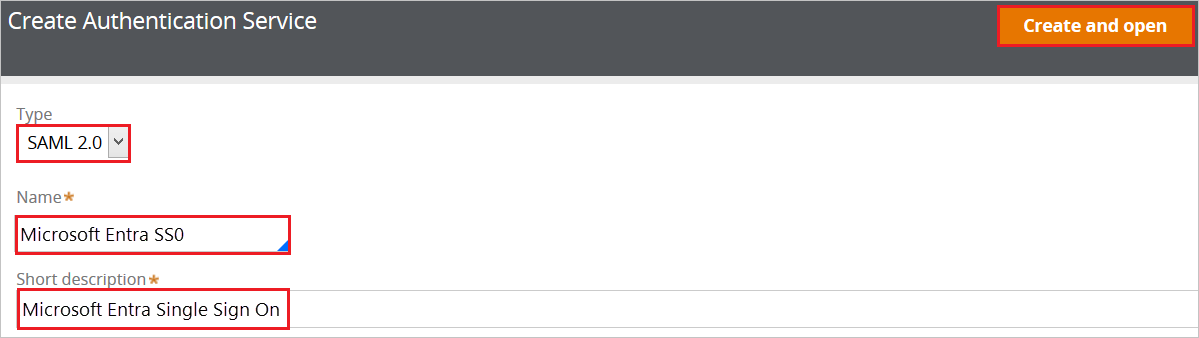 Create Authentication Service
Create and open
Type
SAML 2.0
Name*
Microsoft Entra SS0
Short description*
Microsoft Entra Single Sign On